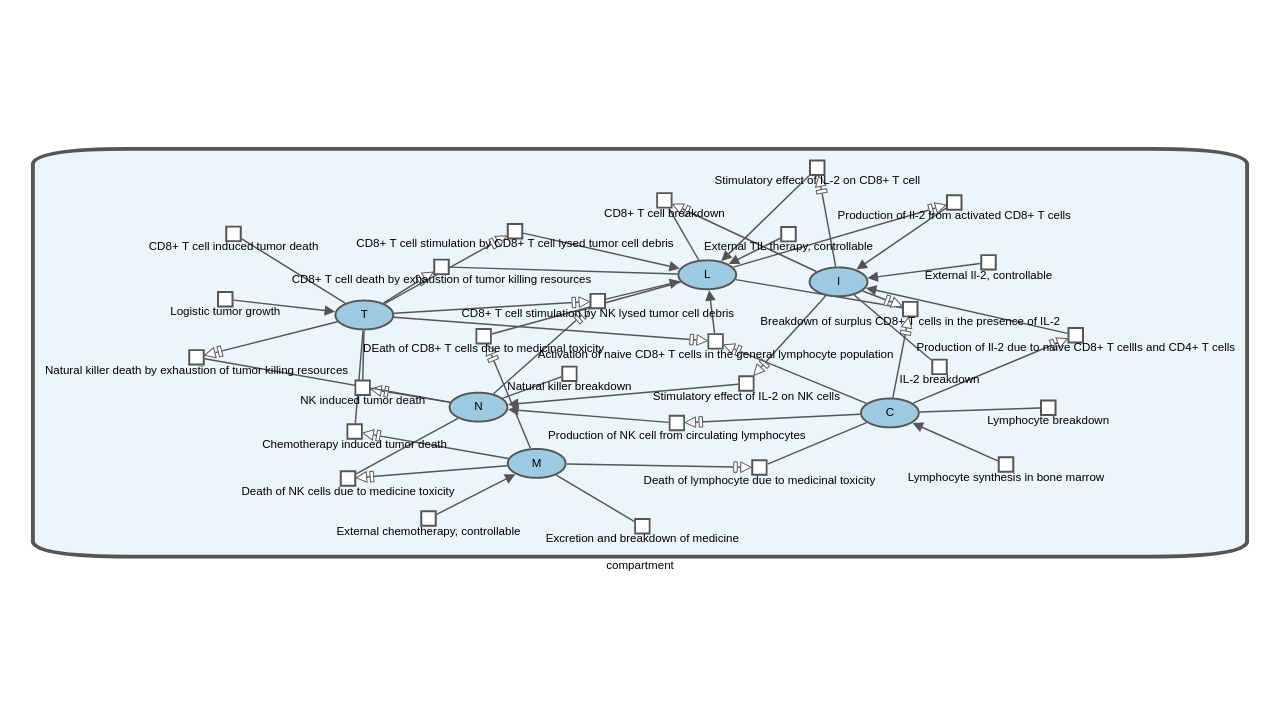 Stimulatory effect of IL-2 on CD8+ T cell
CD8+ T cell breakdown
Production of Il-2 from activated CD8+ T cells
CD8+ T cell induced tumor death
CD8+ T cell stimulation by CD8+ T cell lysed tumor cell debris
External TIL therapy, controllable
L
I
External Il-2, controllable
CD8+ T cell death by exhaustion of tumor killing resources
Logistic tumor growth
T
CD8+ T cell stimulation by NK lysed tumor cell debris
Breakdown of surplus CD8+ T cells in the presence of IL-2
DEath of CD8+ T cells due to medicinal toxicity
Activation of naive CD8+ T cells in the general lymphocyte population
Production of Il-2 due to naive CD8+ T cellls and CD4+ T cells
Natural killer death by exhaustion of tumor killing resources
Natural killer breakdown
IL-2 breakdown
NK induced tumor death
N
Stimulatory effect of IL-2 on NK cells
C
Lymphocyte breakdown
Chemotherapy induced tumor death
Production of NK cell from circulating lymphocytes
M
Death of NK cells due to medicine toxicity
Death of lymphocyte due to medicinal toxicity
Lymphocyte synthesis in bone marrow
External chemotherapy, controllable
Excretion and breakdown of medicine
compartment